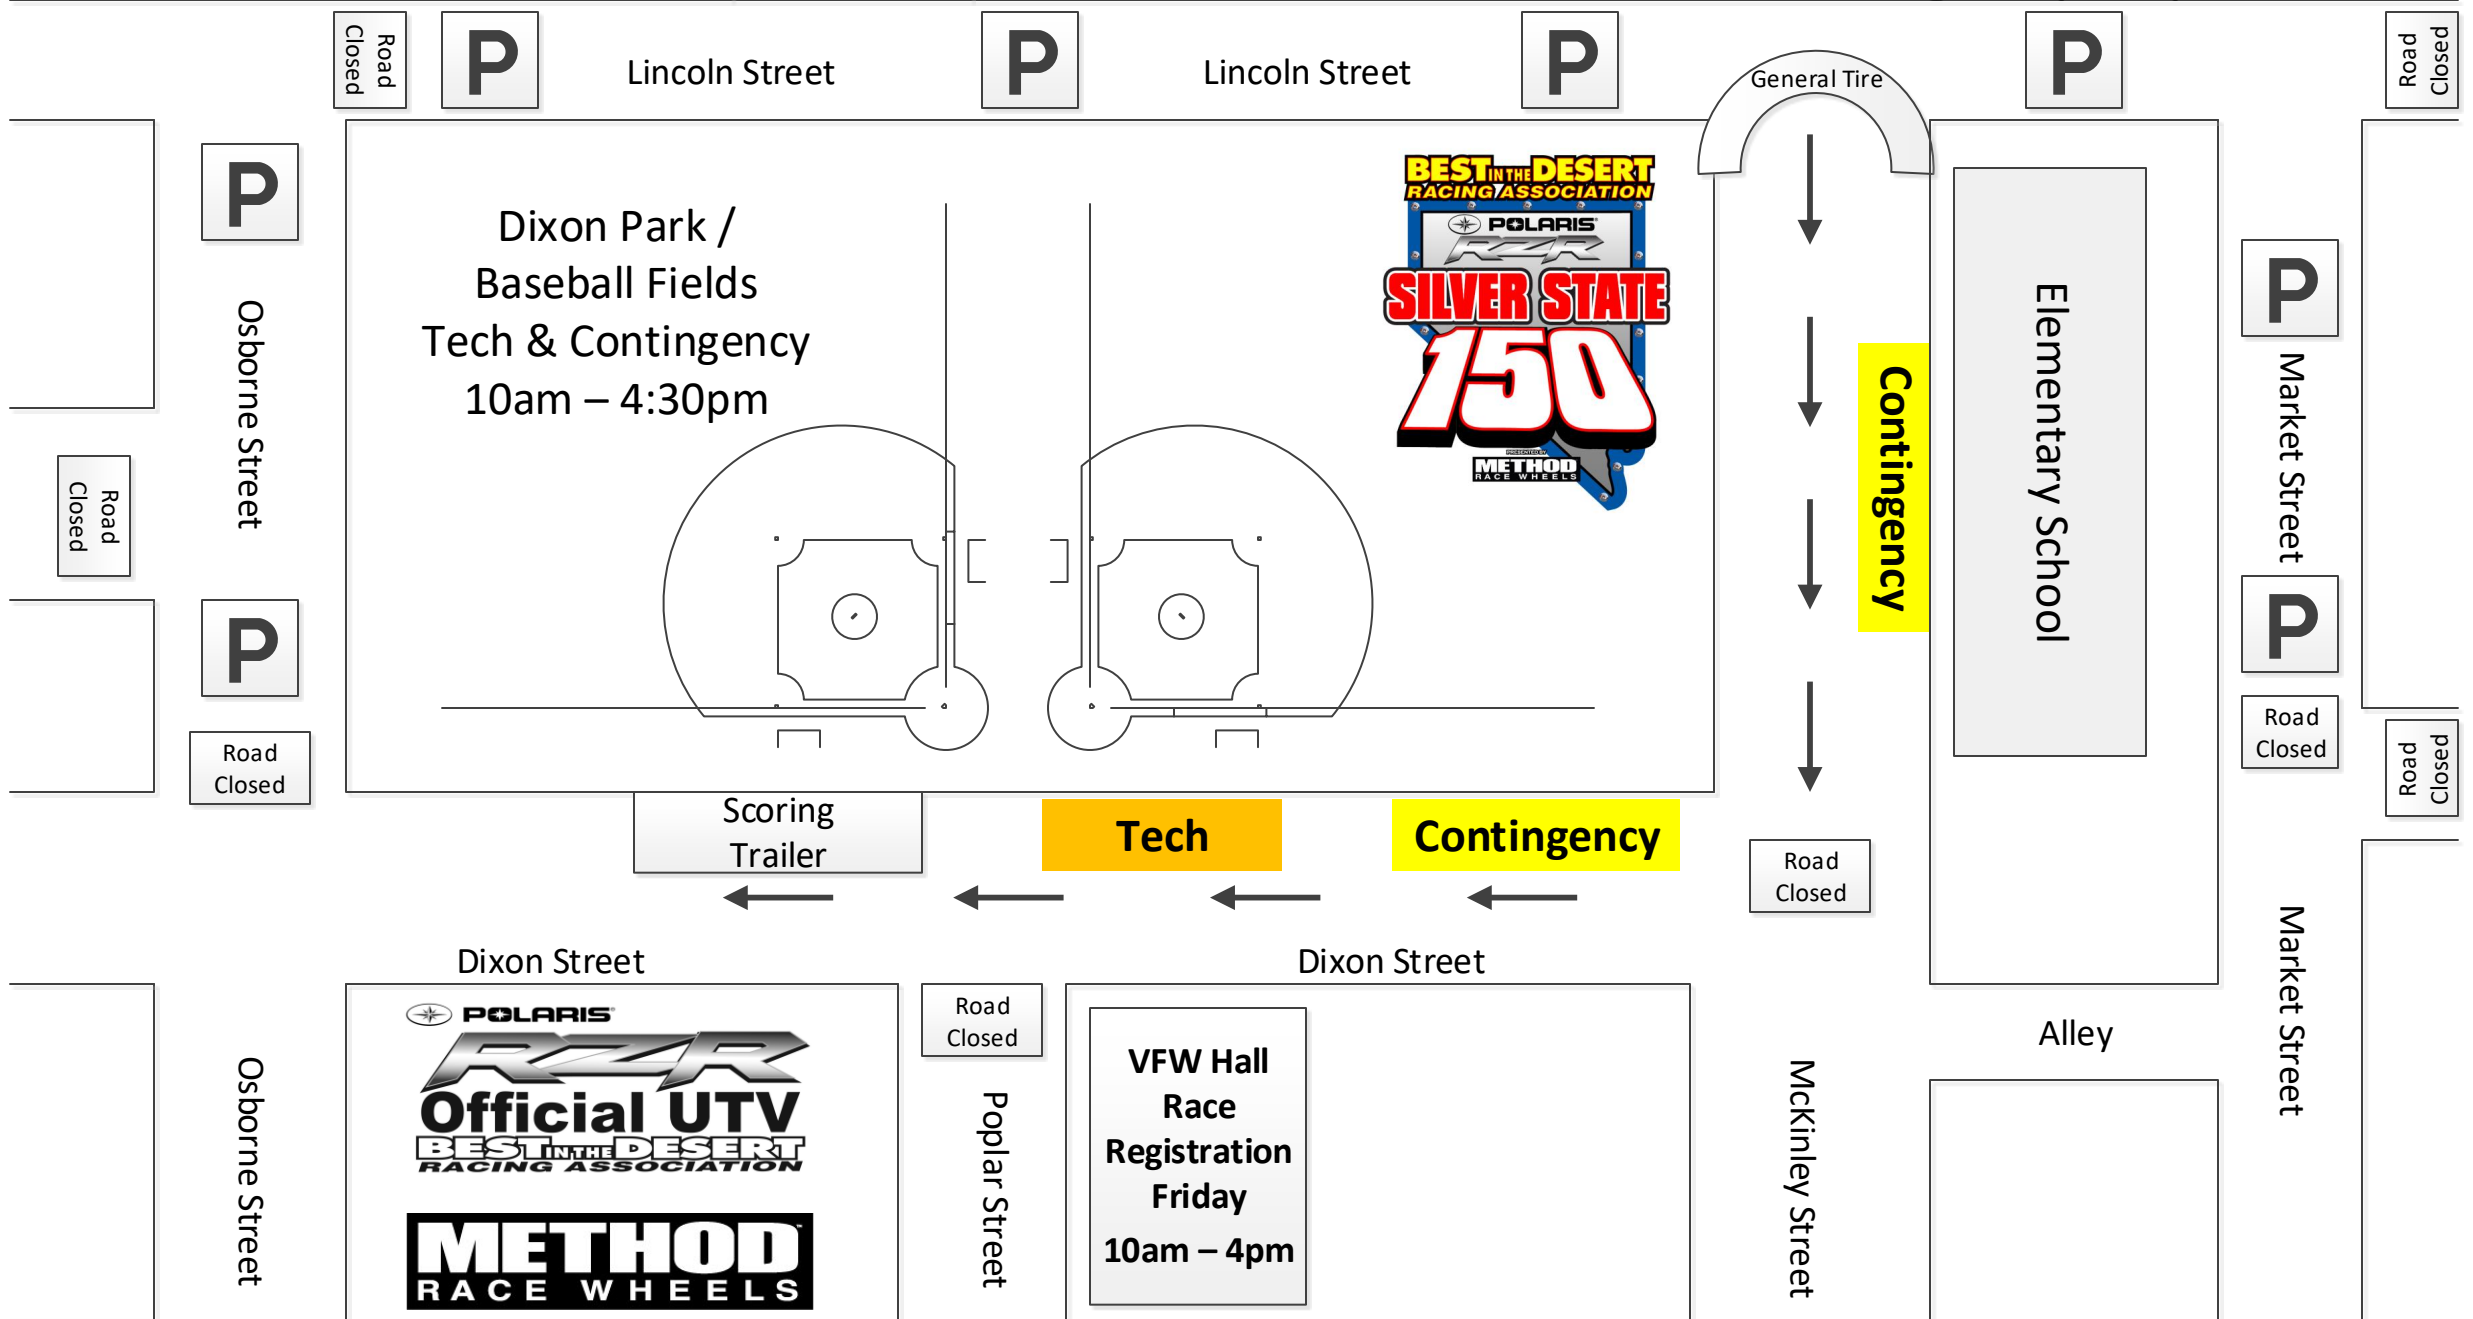 Road
Closed
P
Lincoln Street
P
Lincoln Street
P
General Tire
P
Road
Closed
P
Osborne Street
Road
Closed
P
Road
Closed
Dixon Park /
Baseball Fields
Tech & Contingency
10am – 4:30pm
BEST IN THE DESERT
RACING ASSOCIATION
POLARIS
RZR
SILVER STATE
150
PRESENTED BY
METHOD
RACE WHEELS
Contingency
Elementary School
P
Market Street
P
Road
Closed
Road
Closed
Scoring
Trailer
Tech
Contingency
Road
Closed
Dixon Street
Dixon Street
Osborne Street
POLARIS
RZR
Official UTV
BEST IN THE DESERT
RACING ASSOCIATION
METHOD
RACE WHEELS
Road
Closed
Poplar Street
VFW Hall
Race
Registration
Friday
10am – 4pm
McKinley Street
Alley
Market Street